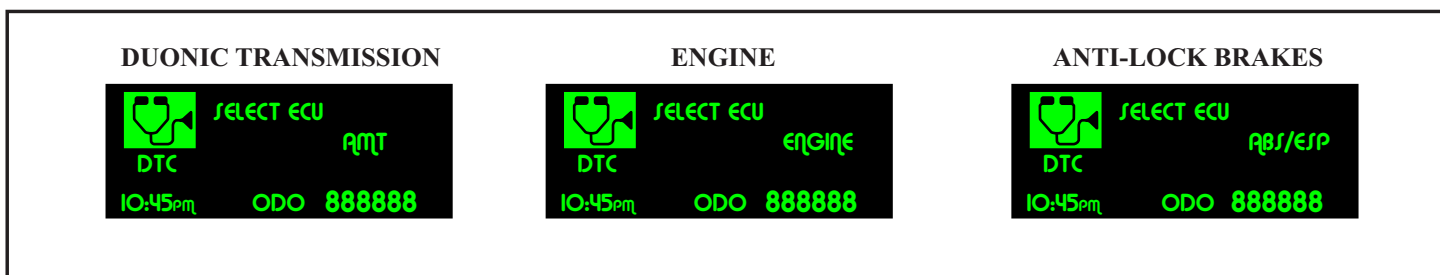 DUONIC TRANSMISSION
SELECT ECU
AMT
DTC
10:45PM ODO 888888
ENGINE
SELECT ECU
ENGINE
DTC
10:45PM ODO 888888
ANTI-LOCK BRAKES
SELECT ECU
ABS/ESP
DTC
10:45PM ODO 888888